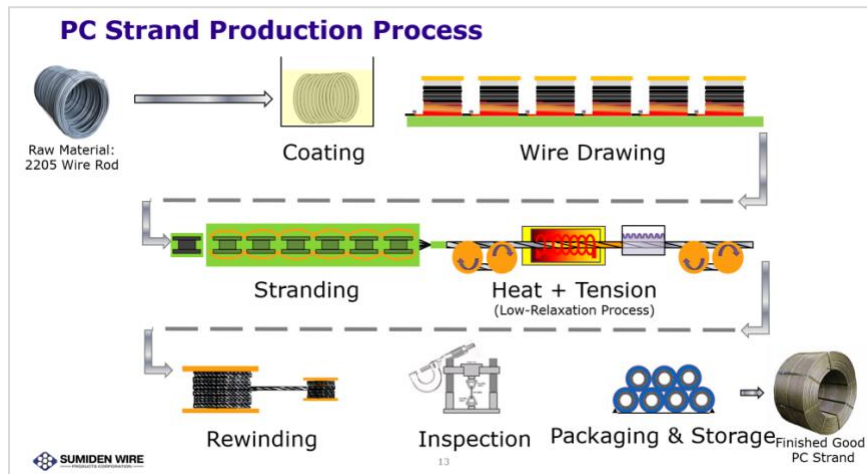 PC Strand Production Process
Raw Material:
2205 Wire Rod
Coating
Wire Drawing
Stranding
Heat + Tension
(Low-Relaxation Process)
Rewinding
Inspection
Packaging & Storage
Finished Good
PC Strand
SUMIDEN WIRE
PRODUCTS CORPORATION
13